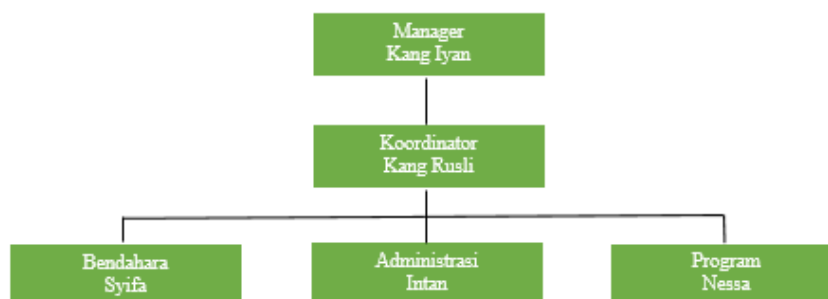 Manager
Kang Iyan
Koordinator
Kang Rusli
Bendahara
Syifa
Administrasi
Intan
Program
Nessa